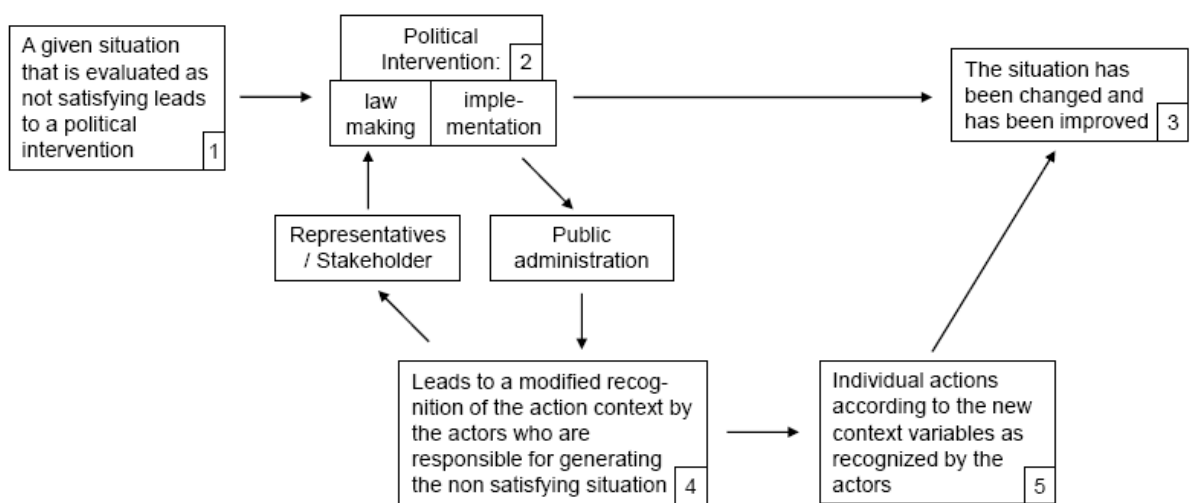 A given situation
that is evaluated as
not satisfying leads
to a political
intervention
1
Political
Intervention:
2
law
making
imple-
mentation
The situation has
been changed and
has been improved
3
Representatives
/ Stakeholder
Public
administration
Leads to a modified recog-
nition of the action context by
the actors who are
responsible for generating
the non satisfying situation
4
Individual actions
according to the new
context variables as
recognized by the
actors
5